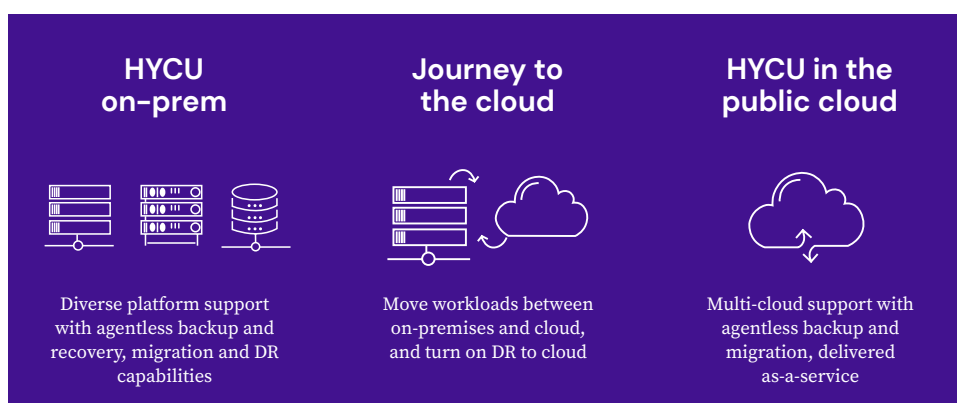 HYCU
on-prem
Journey to
the cloud
HYCU in the
public cloud
Diverse platform support
with agentless backup and
recovery, migration and DR
capabilities
Move workloads between
on-premises and cloud,
and turn on DR to cloud
Multi-cloud support with
agentless backup and
migration, delivered
as-a-service